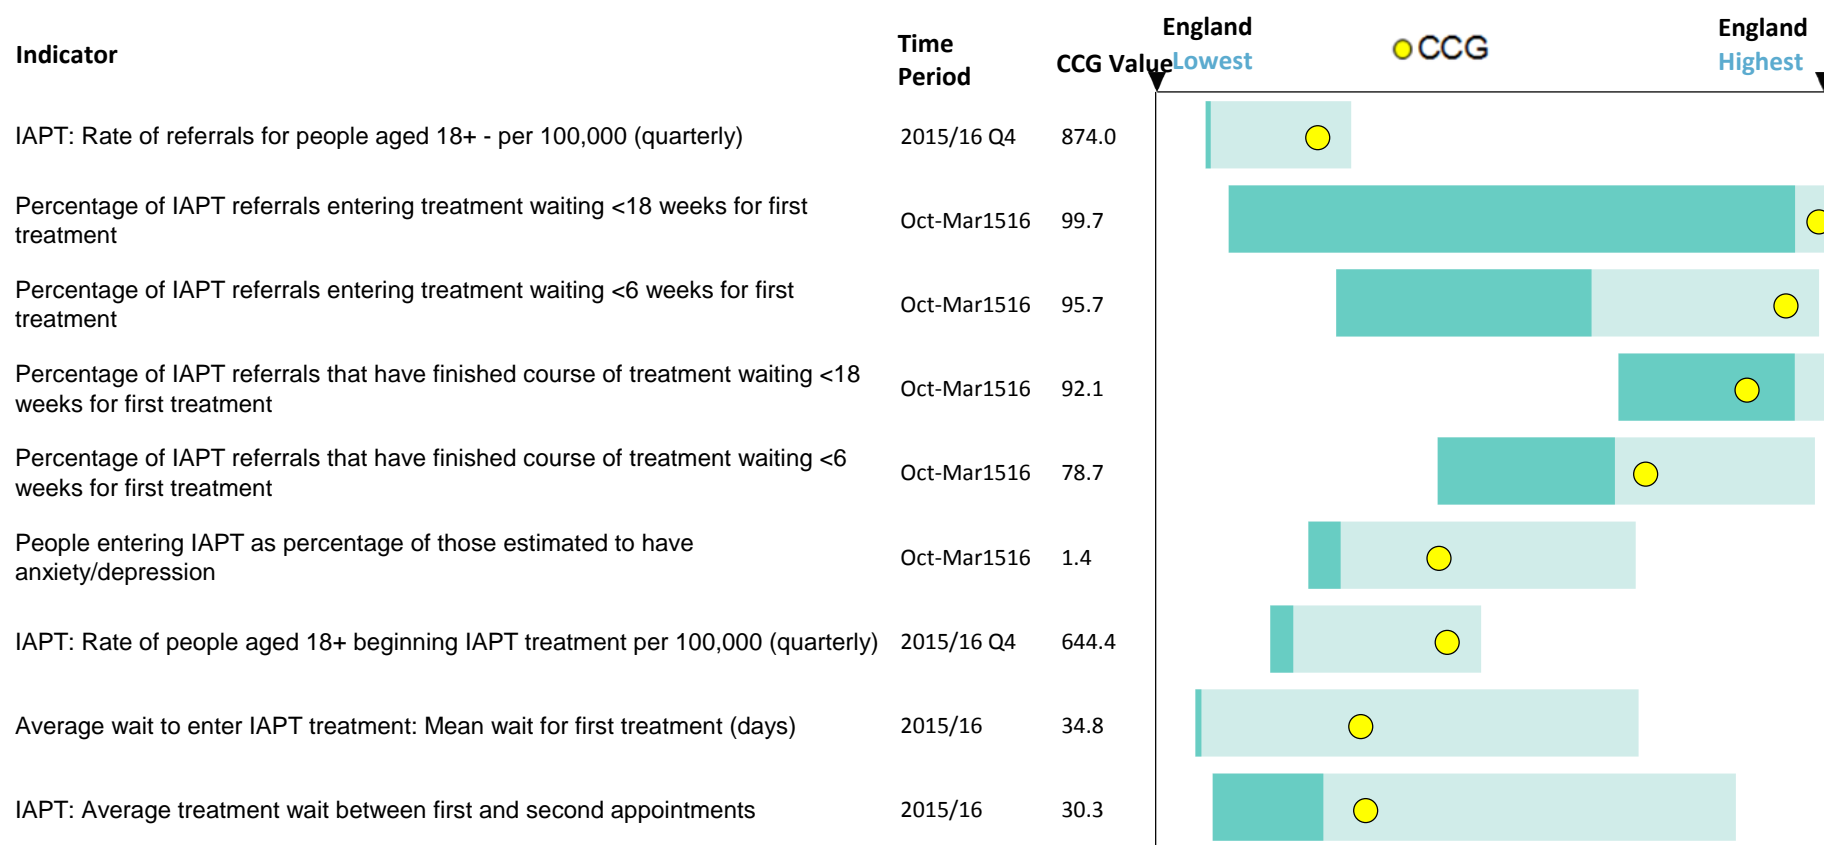 Indicator
Time
Period
CCG Value
England
Lowest
CCG
England
Highest
IAPT: Rate of referrals for people aged 18+ - per 100,000 (quarterly) 2015/16 Q4 874.0
Percentage of IAPT referrals entering treatment waiting <18 weeks for first
treatment
Oct-Mar1516 99.7
Percentage of IAPT referrals entering treatment waiting <6 weeks for first
treatment
Oct-Mar1516 95.7
Percentage of IAPT referrals that have finished course of treatment waiting <18
weeks for first treatment
Oct-Mar1516 92.1
Percentage of IAPT referrals that have finished course of treatment waiting <6
weeks for first treatment
Oct-Mar1516 78.7
People entering IAPT as percentage of those estimated to have
anxiety/depression
Oct-Mar1516 1.4
IAPT: Rate of people aged 18+ beginning IAPT treatment per 100,000 (quarterly) 2015/16 Q4 644.4
Average wait to enter IAPT treatment: Mean wait for first treatment (days) 2015/16 34.8
IAPT: Average treatment wait between first and second appointments 2015/16 30.3